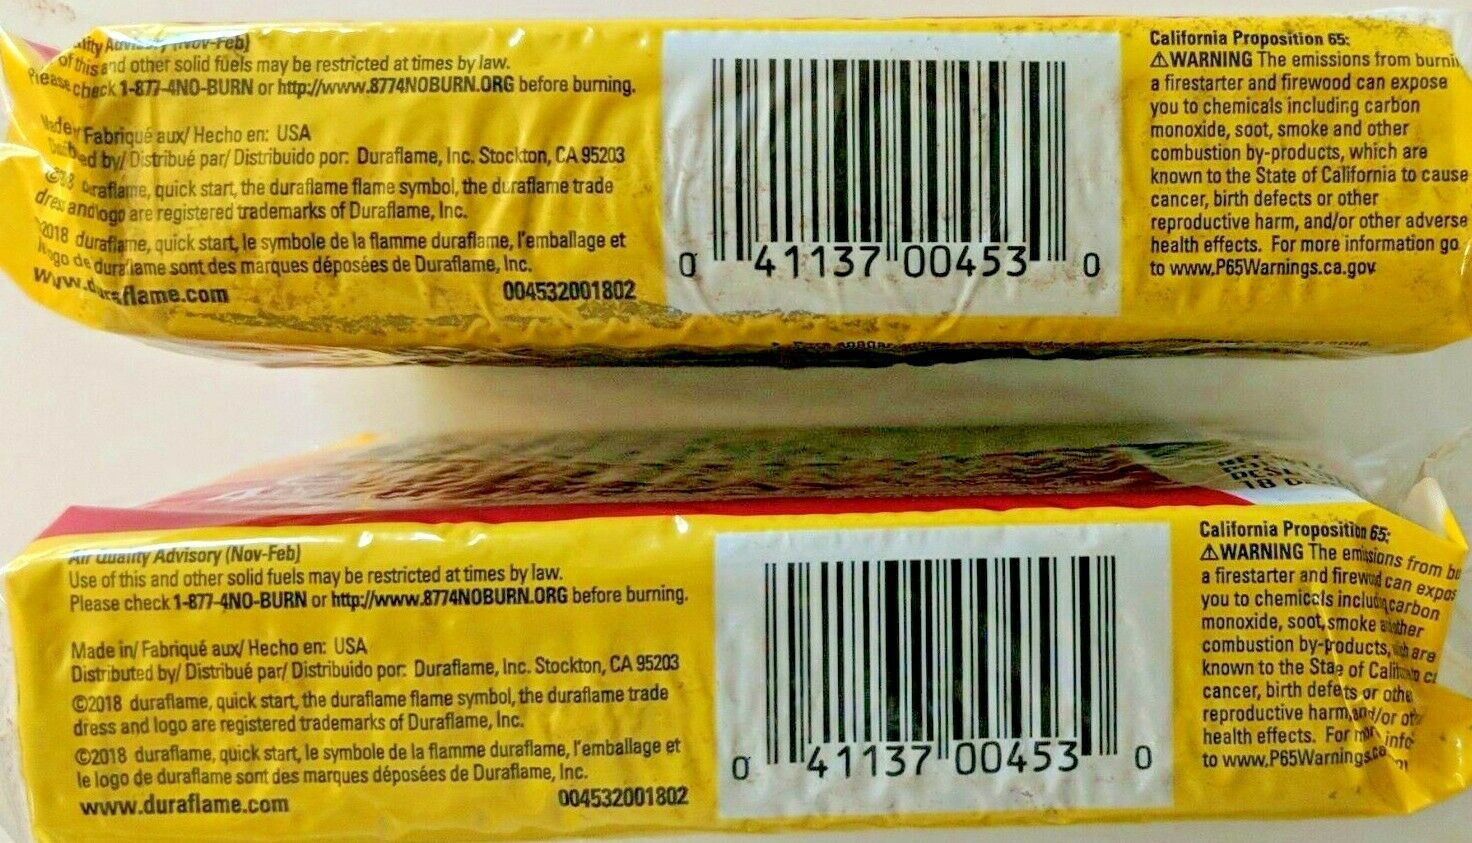 Advisory (Nov-Feb)
of this and other solid fuels may be restricted at times by law.
Please check 1-877-4NO-BURN or http://www.8774NOBURN.ORG before burning.
Fabriqué aux/ Hecho en: USA
by/ Distribué par/ Distribuido por: Duraflame, Inc. Stockton, CA 95203
duraflame, quick start, the duraflame flame symbol, the duraflame trade
dress and logo are registered trademarks of Duraflame, Inc.
©2018 duraflame, quick start, le symbole de la flamme duraflame, l'emballage et
logo de duraflame sont des marques déposées de Duraflame, Inc.
www.duraflame.com
004532001802
0 41137 00453 0
California Proposition 65:
⚠WARNING The emissions from
a firestarter and firewood can expose
you to chemicals including carbon
monoxide, soot, smoke and other
combustion by-products, which are
known to the State of California to cause
cancer, birth defects or other
reproductive harm, and/or other adverse
health effects. For more information go
to www.P65Warnings.ca.gov
18
Air Quality Advisory (Nov-Feb)
Use of this and other solid fuels may be restricted at times by law.
Please check 1-877-4NO-BURN or http://www.8774NOBURN.ORG before burning.
Made in/ Fabriqué aux/ Hecho en: USA
Distributed by/ Distribué par/ Distribuido por: Duraflame, Inc. Stockton, CA 95203
©2018 duraflame, quick start, the duraflame flame symbol, the duraflame trade
dress and logo are registered trademarks of Duraflame, Inc.
©2018 duraflame, quick start, le symbole de la flamme duraflame, l'emballage et
le logo de duraflame sont des marques déposées de Duraflame, Inc.
www.duraflame.com
004532001802
0 41137 00453 0
California Proposition 65:
⚠WARNING The emissions from
a firestarter and firewood can expos
you to chemicals including carbon
monoxide, soot, smoke and other
combustion by-products, which are
known to the State of California to
cancer, birth defects or other
reproductive harm, and/or
health effects. For more info
to www.P65Warnings.ca